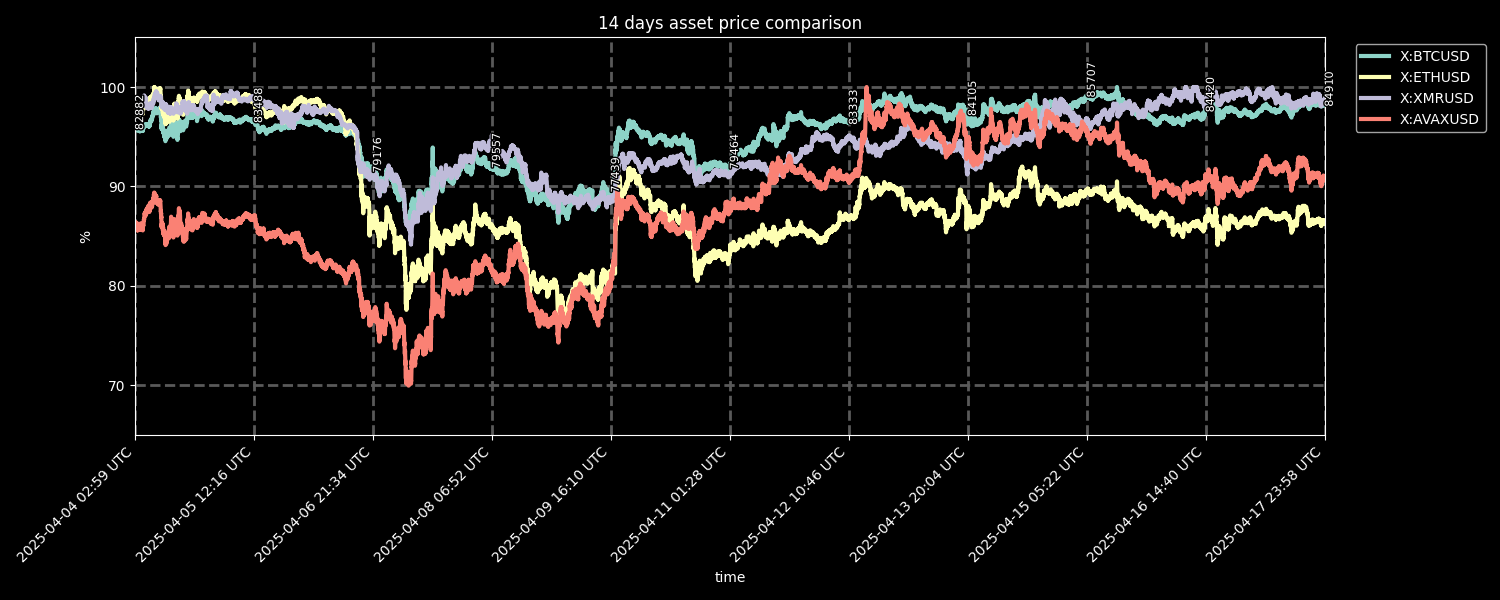 14 days asset price comparison
X:BTCUSD
X:ETHUSD
X:XMRUSD
X:AVAXUSD
100
90
80
70
%
82882
83488
79176
79557
77439
79464
83333
84105
85707
84420
84910
2025-04-04 02:59 UTC
2025-04-05 12:16 UTC
2025-04-06 21:34 UTC
2025-04-08 06:52 UTC
2025-04-09 16:10 UTC
2025-04-11 01:28 UTC
2025-04-12 10:46 UTC
2025-04-13 20:04 UTC
2025-04-15 05:22 UTC
2025-04-16 14:40 UTC
2025-04-17 23:58 UTC
time